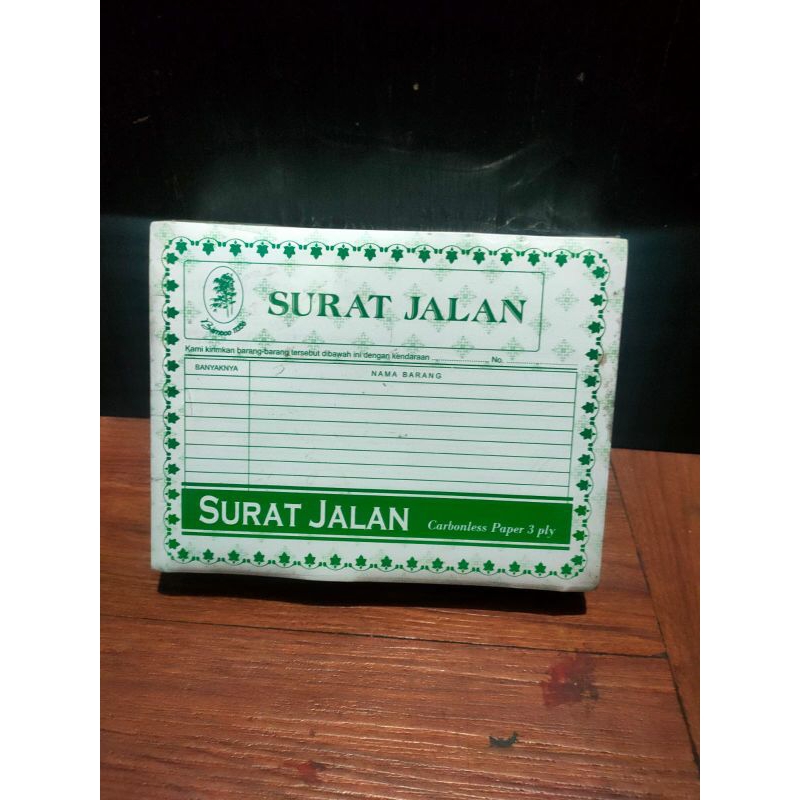 SURAT JALAN
Kami kirimkan barang-barang tersebut dibawah ini dengan kendaraan ........................ No.
BANYAKNYA NAMA BARANG
SURAT JALAN Carbonless Paper 3 ply